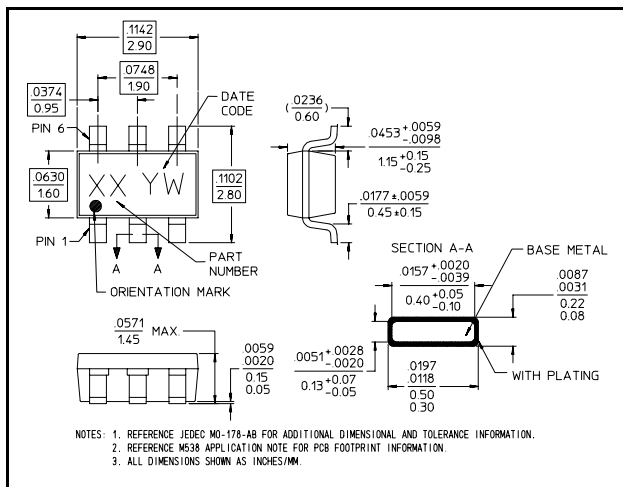 .1142
2.90
.0748
1.90
.0374
0.95
DATE
CODE
PIN 6
.0630
1.60
XX YW
.1102
2.80
PIN 1
A A
PART
NUMBER
ORIENTATION MARK
(.0236
0.60)
.0453 +.0059
-.0098
1.15 +0.15
-0.25
.0177 ±.0059
0.45 ±0.15
SECTION A-A
BASE METAL
.0157 +.0020
-.0039
0.40 +0.05
-0.10
.0087
.0031
0.22
0.08
.0571
1.45 MAX.
.0059
.0020
0.15
0.05
.0051 +.0028
-.0020
0.13 +0.07
-0.05
.0197
.0118
0.50
0.30
WITH PLATING
NOTES: 1. REFERENCE JEDEC MO-178-AB FOR ADDITIONAL DIMENSIONAL AND TOLERANCE INFORMATION.
2. REFERENCE M538 APPLICATION NOTE FOR PCB FOOTPRINT INFORMATION.
3. ALL DIMENSIONS SHOWN AS INCHES/MM.